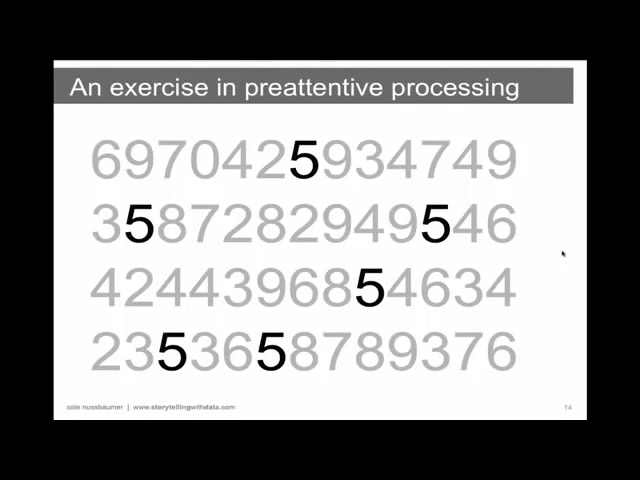 An exercise in preattentive processing
6970425934749
3587282949546
4244396854634
2353658789376
cole nussbaumer | www.storytellingwithdata.com
14